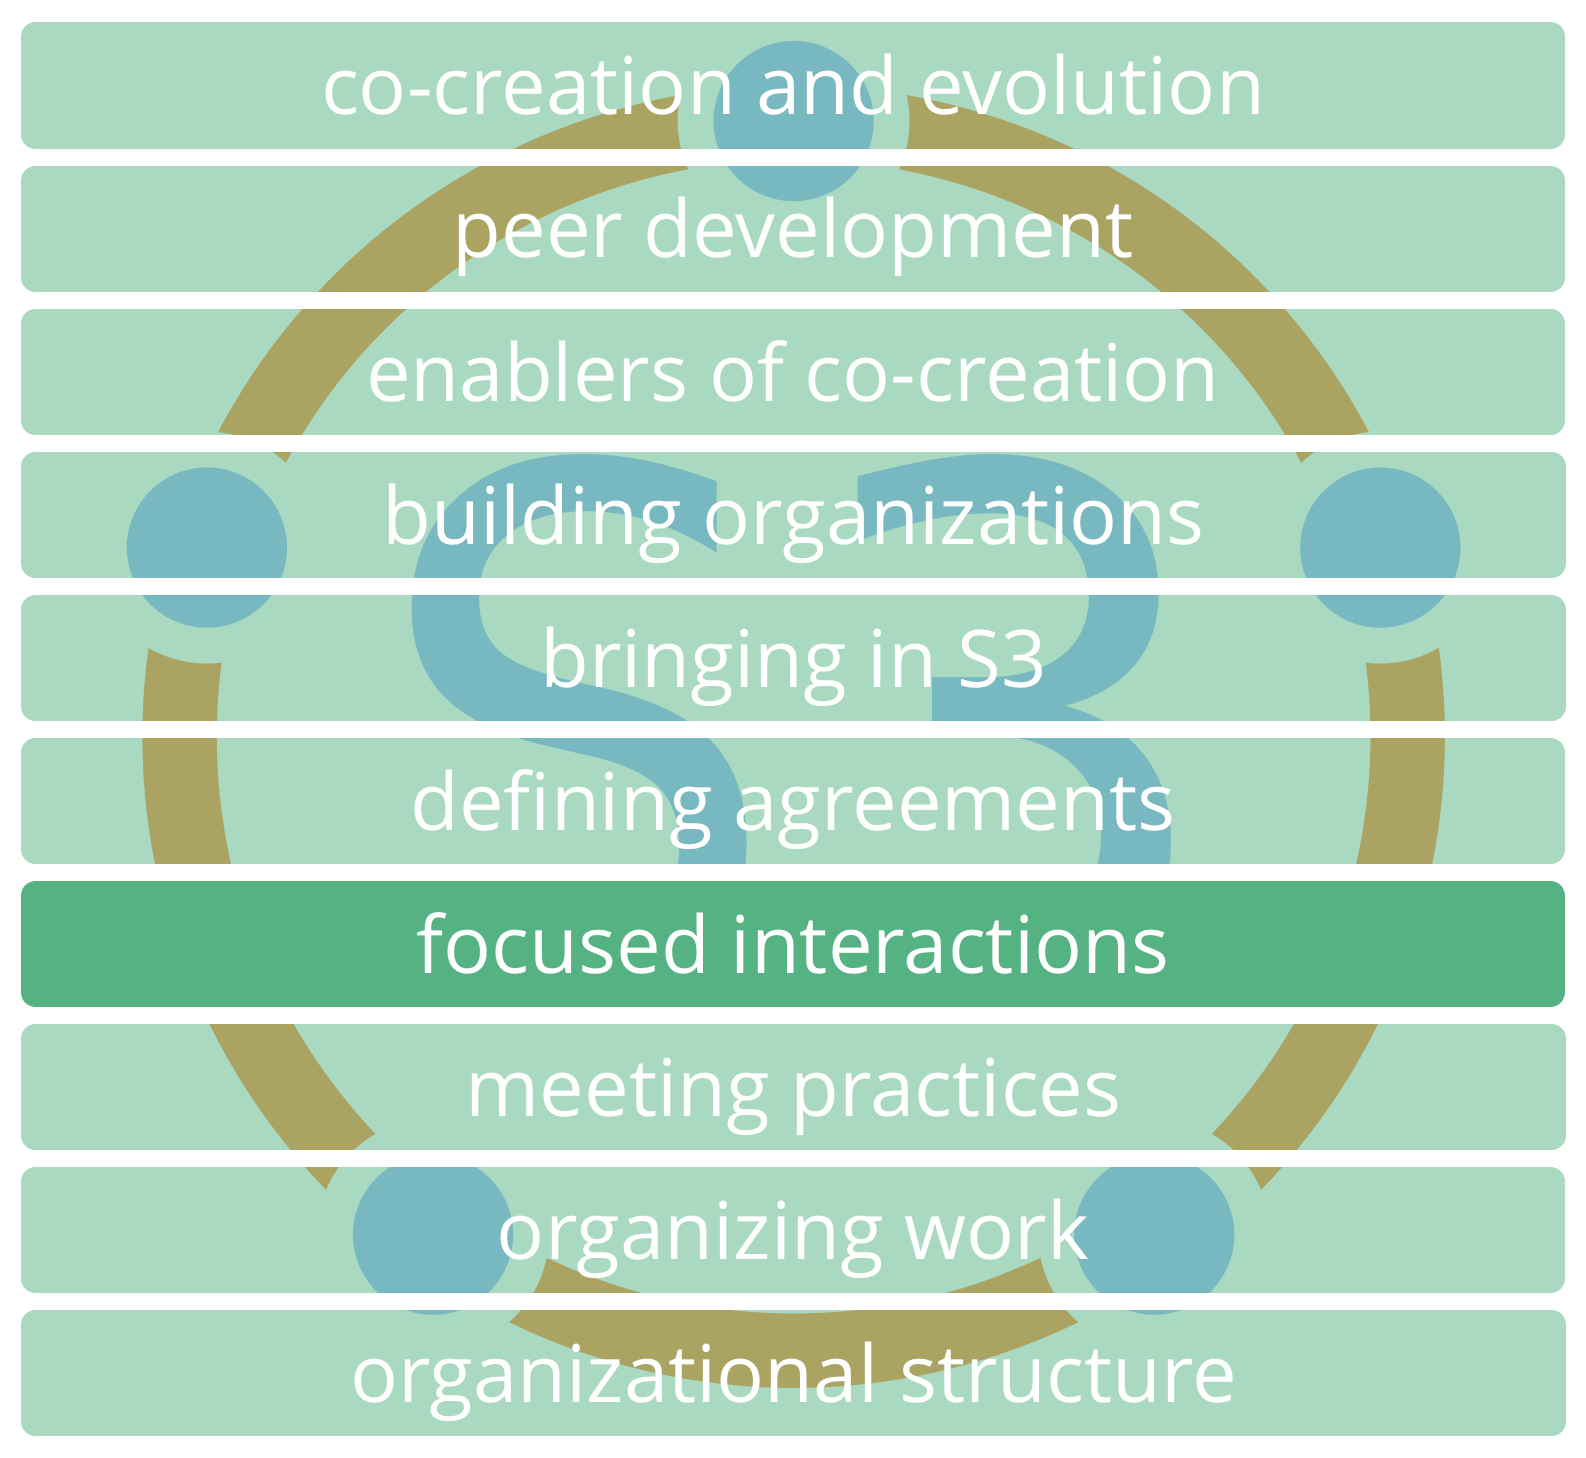 co-creation and evolution
peer development
enablers of co-creation
building organizations
bringing in S3
defining agreements
focused interactions
meeting practices
organizing work
organizational structure
S3